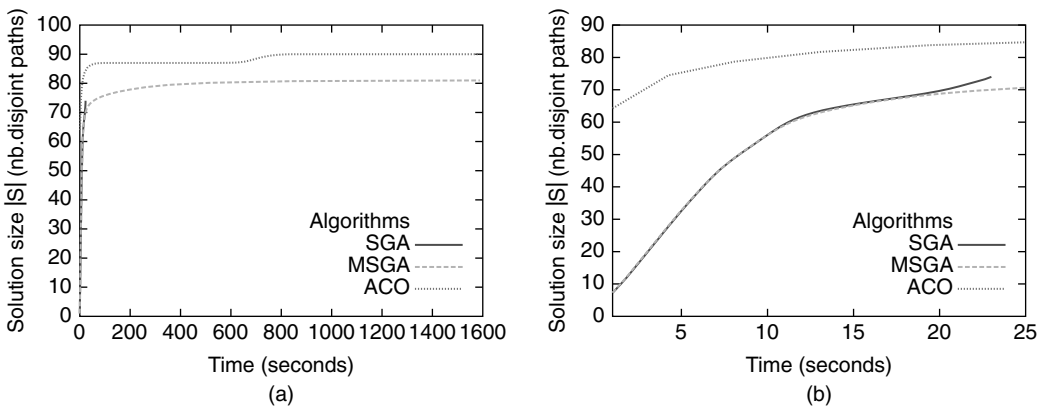 Solution size |S| (nb.disjoint paths)
100
90
80
70
60
50
40
30
20
10
0
0 200 400 600 800 1000 1200 1400 1600
Algorithms
SGA
MSGA
ACO
Time (seconds)
(a)
Solution size |S| (nb.disjoint paths)
90
80
70
60
50
40
30
20
10
0
5 10 15 20 25
Algorithms
SGA
MSGA
ACO
Time (seconds)
(b)